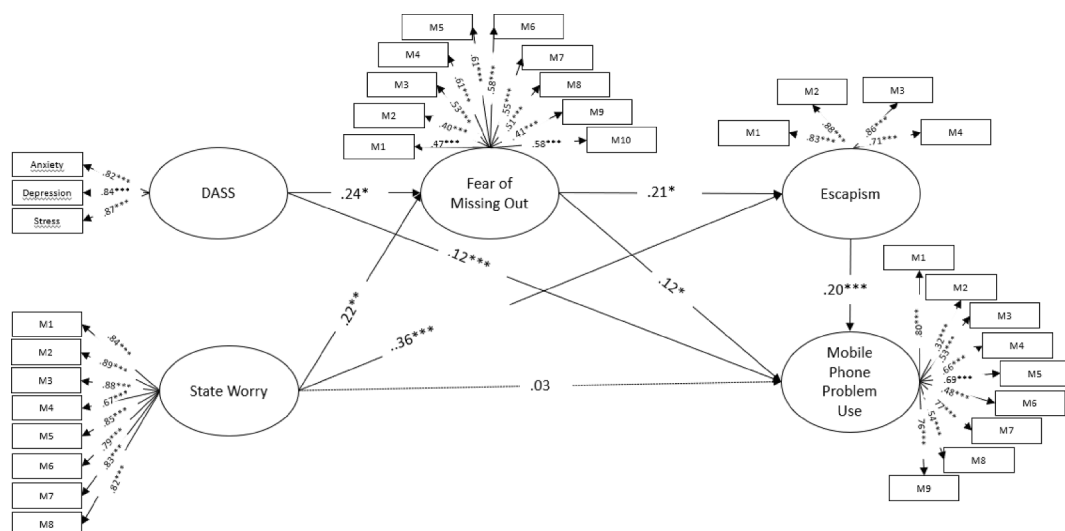 M5
M6
M4
M7
M3
M8
M2
M9
M1
M10
.61***
.58***
.61***
.55***
.53***
.51***
.40***
.41***
.47***
.58***
M2
M3
M1
M4
.88***
.86***
.83***
.71***
Anxiety
Depression
Stress
.82***
.84***
.87***
DASS
.24*
Fear of
Missing Out
.21*
Escapism
.12***
.22**
.12*
.20***
..36***
.03
M1
M2
M3
M4
M5
M6
M7
M8
.84***
.89***
.88***
.67***
.85***
.79***
.83***
.82***
State Worry
Mobile
Phone
Problem
Use
M1
M2
M3
M4
M5
M6
M7
M8
M9
.80***
.32***
.53***
.66***
.69***
.48***
.77***
.54***
.76***